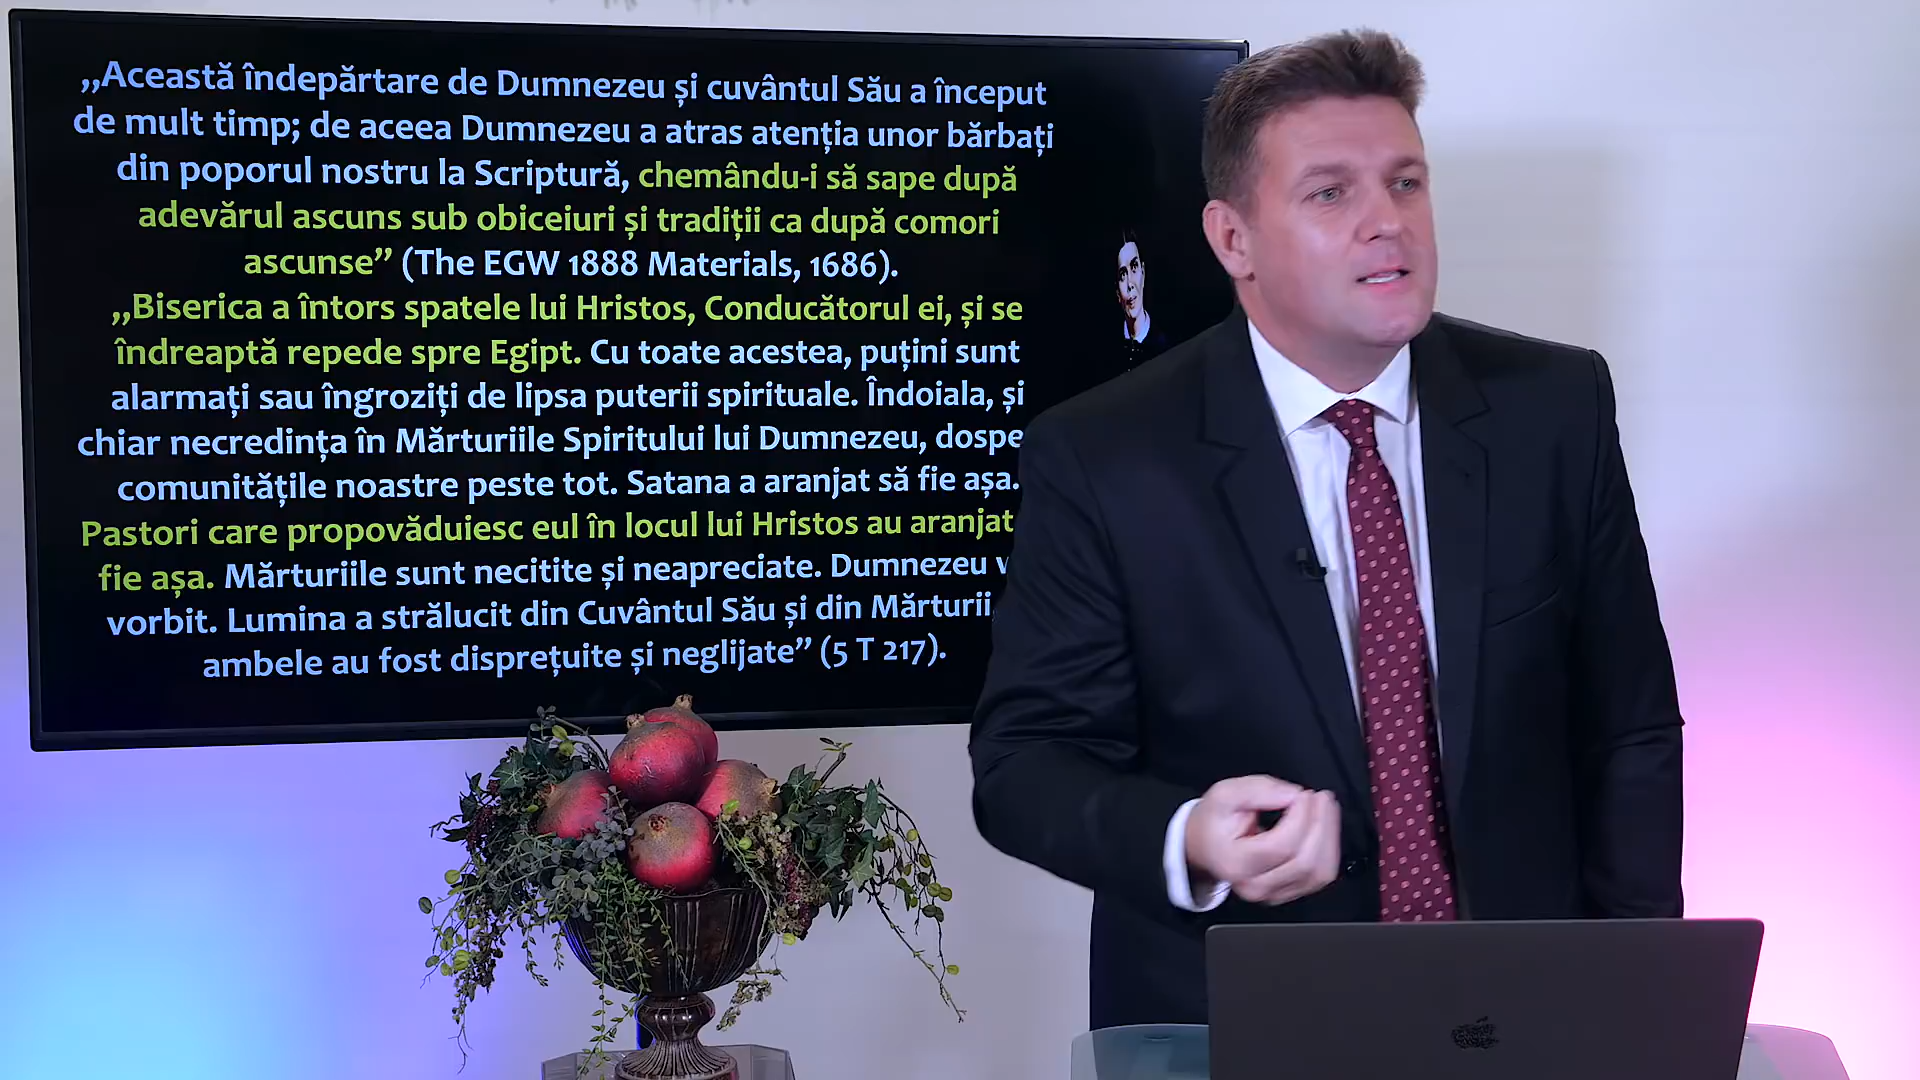 „Această îndepărtare de Dumnezeu și cuvântul Său a început
de mult timp; de aceea Dumnezeu a atras atenția unor bărbați
din poporul nostru la Scriptură, chemându-i să sape după
adevărul ascuns sub obiceiuri și tradiții ca după comori
ascunse” (The EGW 1888 Materials, 1686).
„Biserica a întors spatele lui Hristos, Conducătorul ei, și se
îndreaptă repede spre Egipt. Cu toate acestea, puțini sunt
alarmați sau îngroziți de lipsa puterii spirituale. Îndoiala, și
chiar necredința în Mărturiile Spiritului lui Dumnezeu, dospe
comunitățile noastre peste tot. Satana a aranjat să fie așa.
Pastori care propovăduiesc eul în locul lui Hristos au aranjat
fie așa. Mărturiile sunt necitite și neapreciate. Dumnezeu v
vorbit. Lumina a strălucit din Cuvântul Său și din Mărturii
ambele au fost disprețuite și neglijate” (5 T 217).